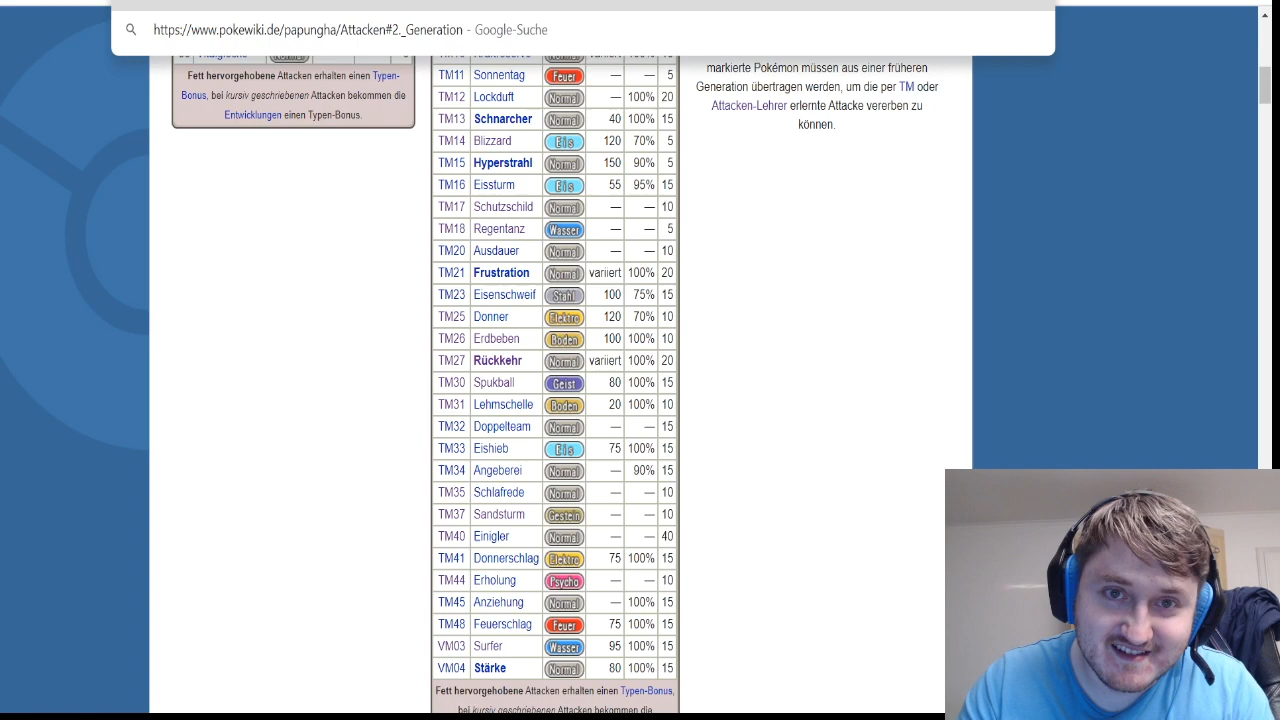 https://www.pokewiki.de/papungha/Attacken#2._Generation - Google-Suche
Fett hervorgehobene Attacken erhalten einen Typen-
Bonus, bei kursiv geschriebenen Attacken bekommen die
Entwicklungen einen Typen-Bonus.
TM11 Sonnentag Feuer — — 5
TM12 Lockduft Normal — 100% 20
TM13 Schnarcher Normal 40 100% 15
TM14 Blizzard Eis 120 70% 5
TM15 Hyperstrahl Normal 150 90% 5
TM16 Eissturm Eis 55 95% 15
TM17 Schutzschild Normal — — 10
TM18 Regentanz Wasser — — 5
TM20 Ausdauer Normal — — 10
TM21 Frustration Normal variiert 100% 20
TM23 Eisenschweif Stahl 100 75% 15
TM25 Donner Elektro 120 70% 10
TM26 Erdbeben Boden 100 100% 10
TM27 Rückkehr Normal variiert 100% 20
TM30 Spukball Geist 80 100% 15
TM31 Lehmschelle Boden 20 100% 10
TM32 Doppelteam Normal — — 15
TM33 Eishieb Eis 75 100% 15
TM34 Angeberei Normal — 90% 15
TM35 Schlafrede Normal — — 10
TM37 Sandsturm Gestein — — 10
TM40 Einigler Normal — — 40
TM41 Donnerschlag Elektro 75 100% 15
TM44 Erholung Psycho — — 10
TM45 Anziehung Normal — 100% 15
TM48 Feuerschlag Feuer 75 100% 15
VM03 Surfer Wasser 95 100% 15
VM04 Stärke Normal 80 100% 15
Fett hervorgehobene Attacken erhalten einen Typen-Bonus,
bei kursiv geschriebenen Attacken bekommen die
markierte Pokémon müssen aus einer früheren
Generation übertragen werden, um die per TM oder
Attacken-Lehrer erlernte Attacke vererben zu
können.